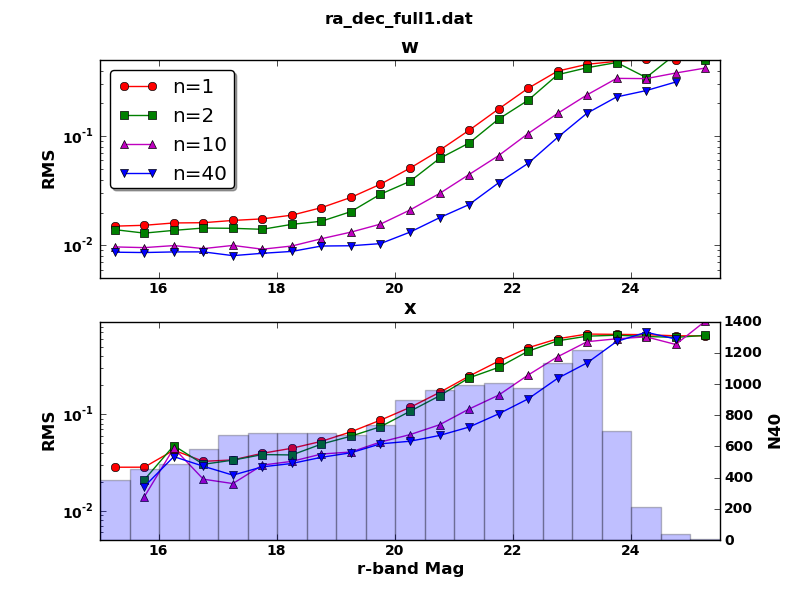 ra_dec_full1.dat
w
n=1
n=2
n=10
n=40
RMS
10^-1
10^-2
16 18 20 22 24
x
RMS
10^-1
10^-2
1400
1200
1000
800
600
400
200
0
N40
16 18 20 22 24
r-band Mag